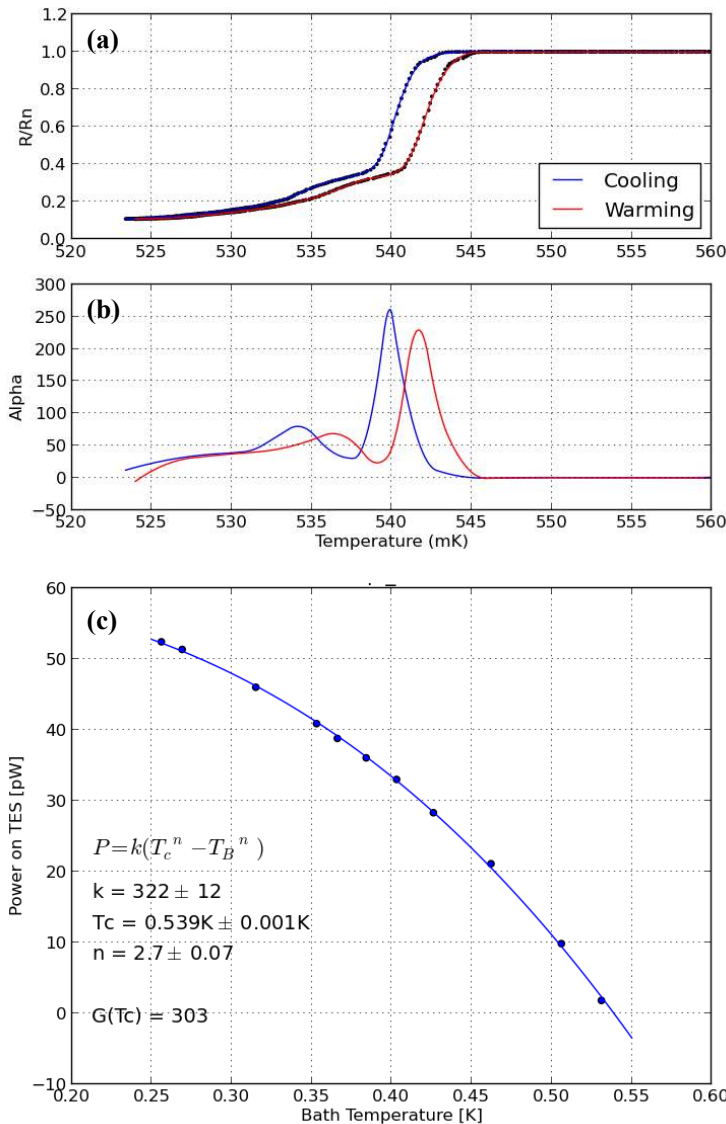 (a)
R/Rn
1.2
1.0
0.8
0.6
0.4
0.2
0.0
Cooling
Warming
520 525 530 535 540 545 550 555 560
(b)
Alpha
300
250
200
150
100
50
0
−50
520 525 530 535 540 545 550 555 560
Temperature (mK)
(c)
Power on TES [pW]
60
50
40
30
20
10
0
−10
P=k(T_c^n −T_B^n )
k = 322 ± 12
Tc = 0.539K ± 0.001K
n = 2.7 ± 0.07
G(Tc) = 303
0.20 0.25 0.30 0.35 0.40 0.45 0.50 0.55 0.60
Bath Temperature [K]